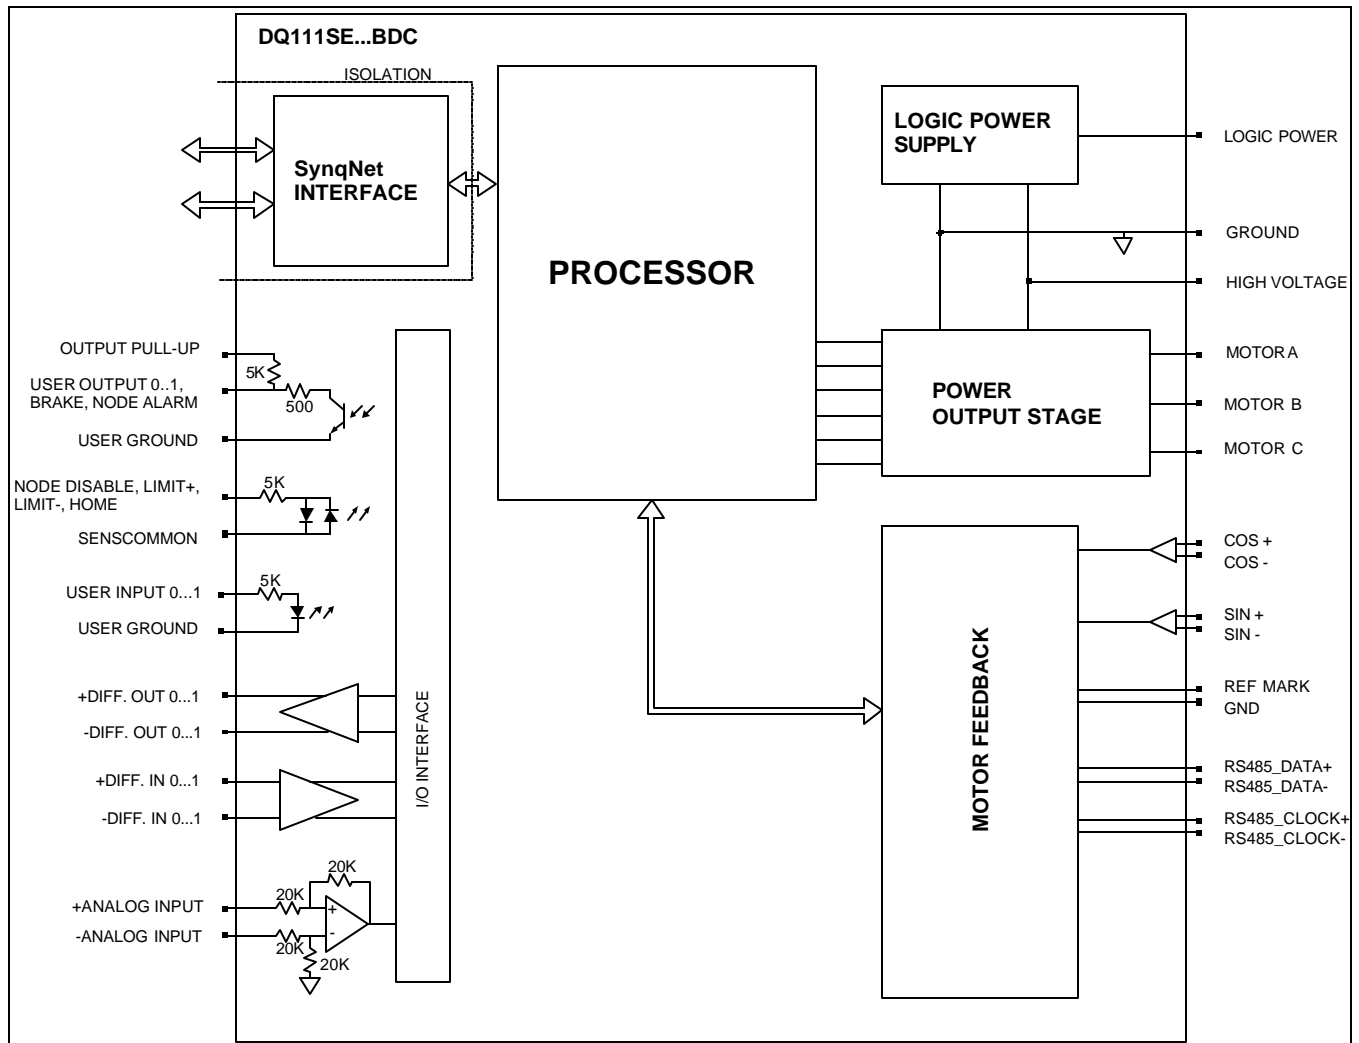 DQ111SE...BDC
ISOLATION
SynqNet
INTERFACE
PROCESSOR
LOGIC POWER
SUPPLY
LOGIC POWER
GROUND
HIGH VOLTAGE
POWER
OUTPUT STAGE
MOTOR A
MOTOR B
MOTOR C
OUTPUT PULL-UP
5K
USER OUTPUT 0..1,
BRAKE, NODE ALARM
500
USER GROUND
NODE DISABLE, LIMIT+,
LIMIT-, HOME
5K
SENSCOMMON
USER INPUT 0...1
5K
USER GROUND
+DIFF. OUT 0...1
-DIFF. OUT 0...1
+DIFF. IN 0...1
-DIFF. IN 0...1
+ANALOG INPUT
-ANALOG INPUT
20K
20K
+
-
20K
20K
I/O INTERFACE
MOTOR FEEDBACK
COS +
COS -
SIN +
SIN -
REF MARK
GND
RS485_DATA+
RS485_DATA-
RS485_CLOCK+
RS485_CLOCK-